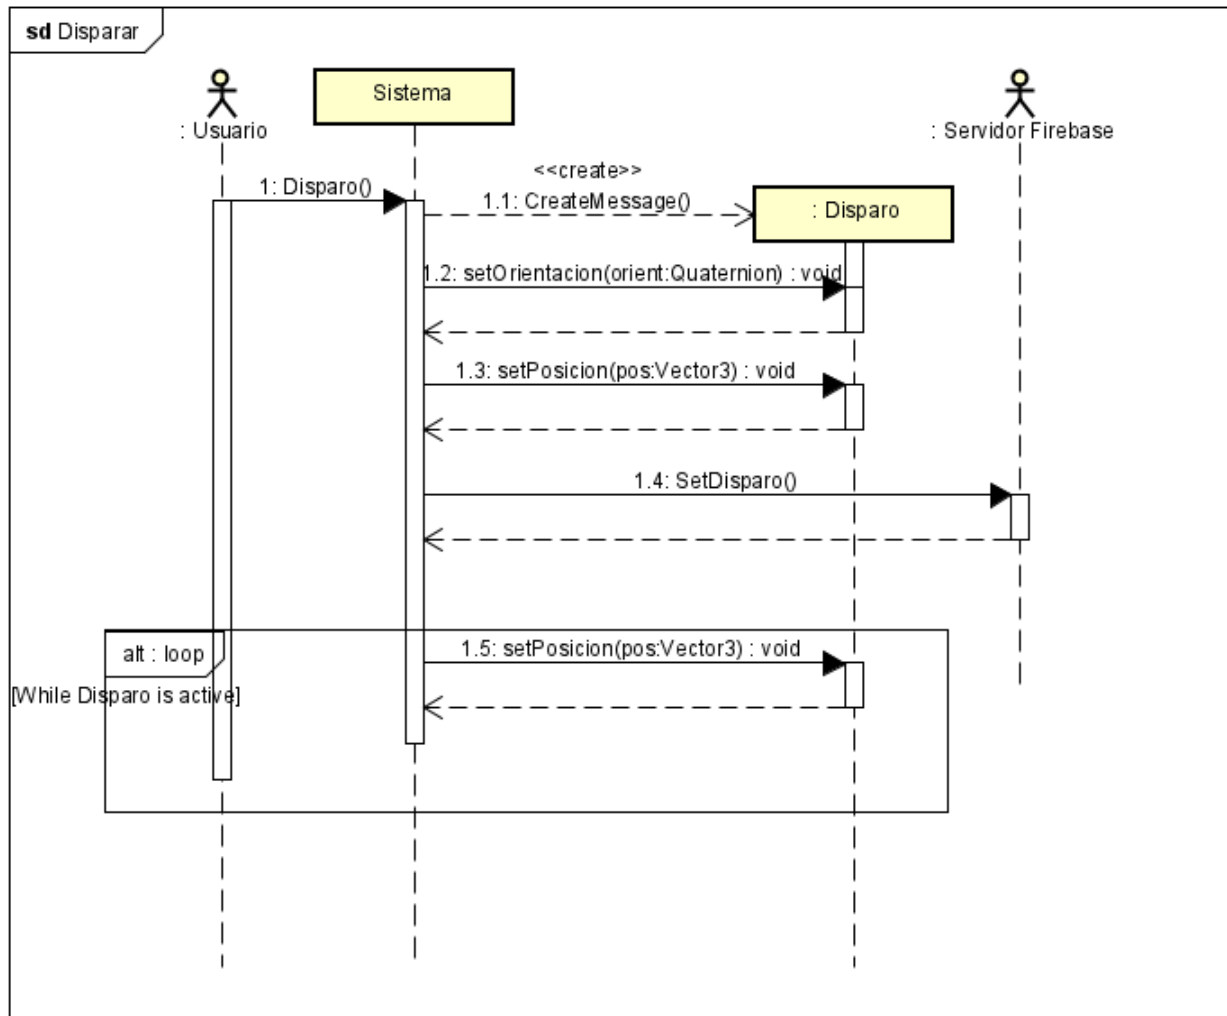 sd Disparar
Sistema
: Usuario
: Servidor Firebase
<<create>>
1: Disparo()
1.1: CreateMessage()
: Disparo
1.2: setOrientacion(orient:Quaternion) : void
1.3: setPosicion(pos:Vector3) : void
1.4: SetDisparo()
alt : loop
1.5: setPosicion(pos:Vector3) : void
[While Disparo is active]